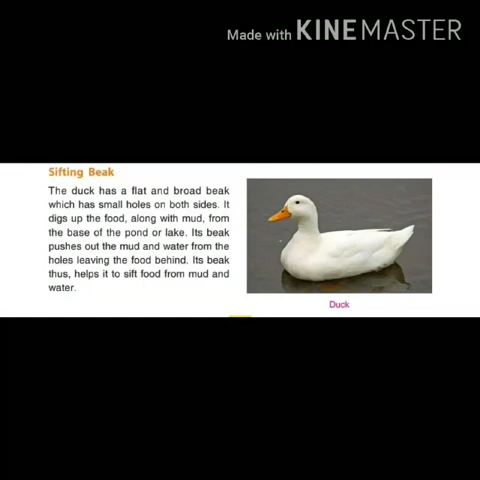 Made with KINEMASTER
Sifting Beak
The duck has a flat and broad beak
which has small holes on both sides. It
digs up the food, along with mud, from
the base of the pond or lake. Its beak
pushes out the mud and water from the
holes leaving the food behind. Its beak
thus, helps it to sift food from mud and
water.
Duck